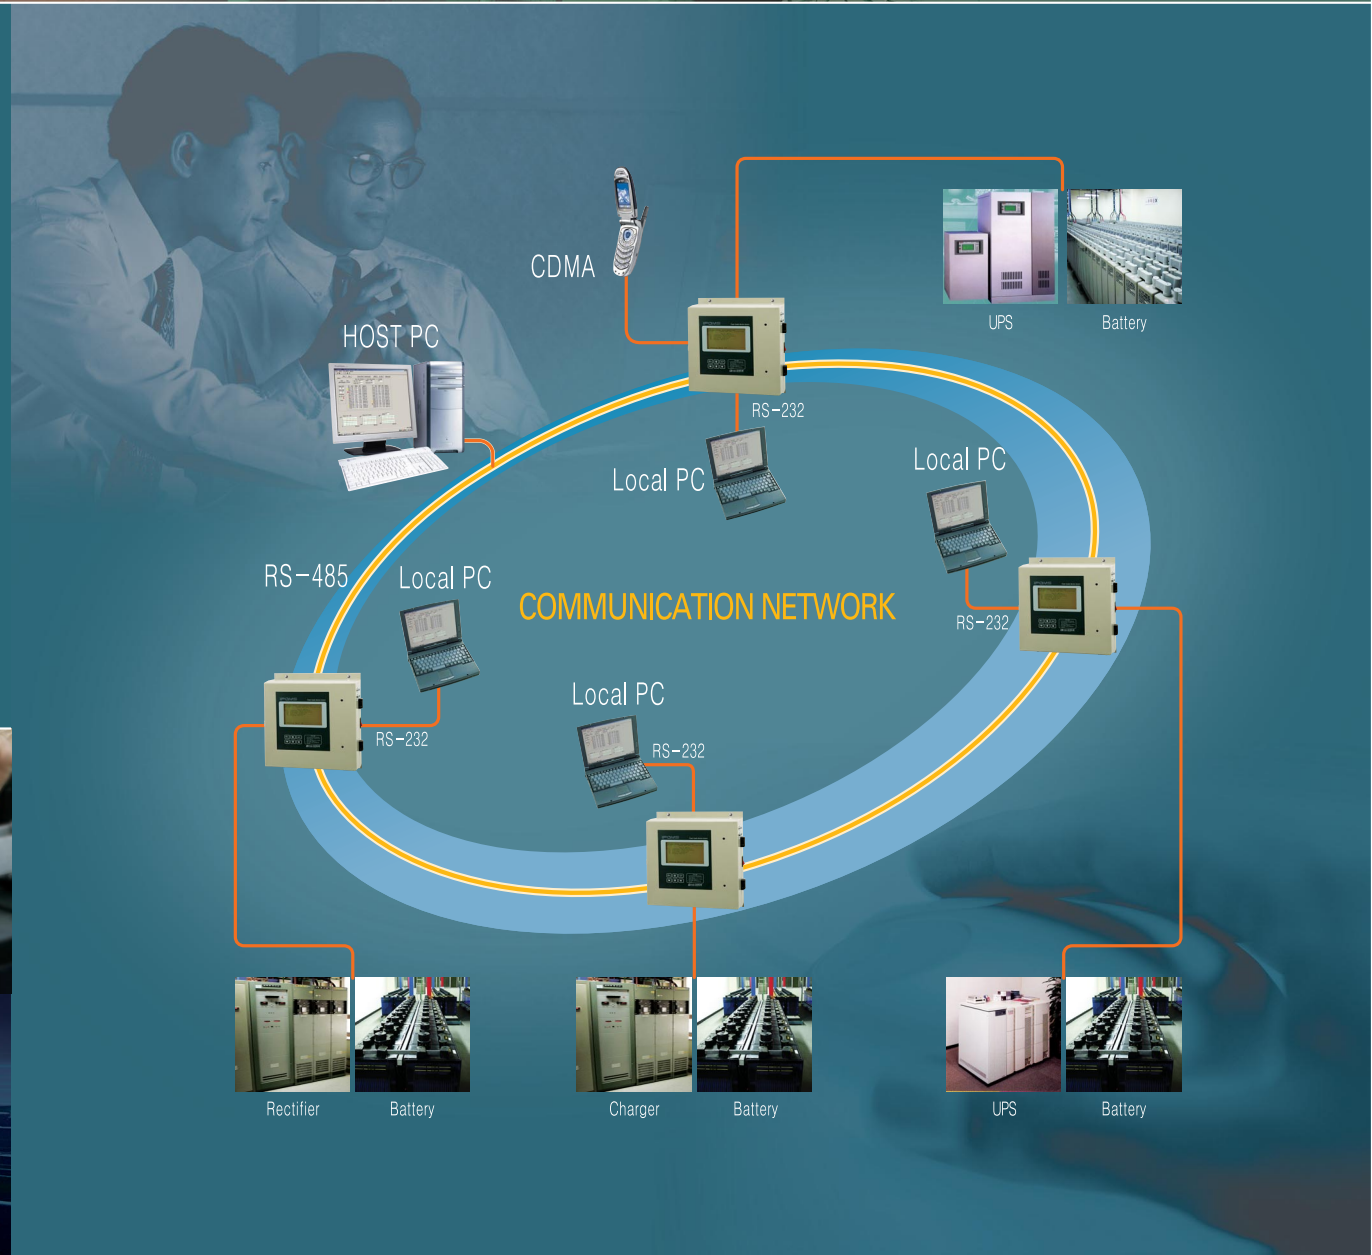 CDMA
UPS
Battery
HOST PC
RS-232
Local PC
Local PC
RS-485
Local PC
COMMUNICATION NETWORK
RS-232
Local PC
RS-232
RS-232
Rectifier
Battery
Charger
Battery
UPS
Battery